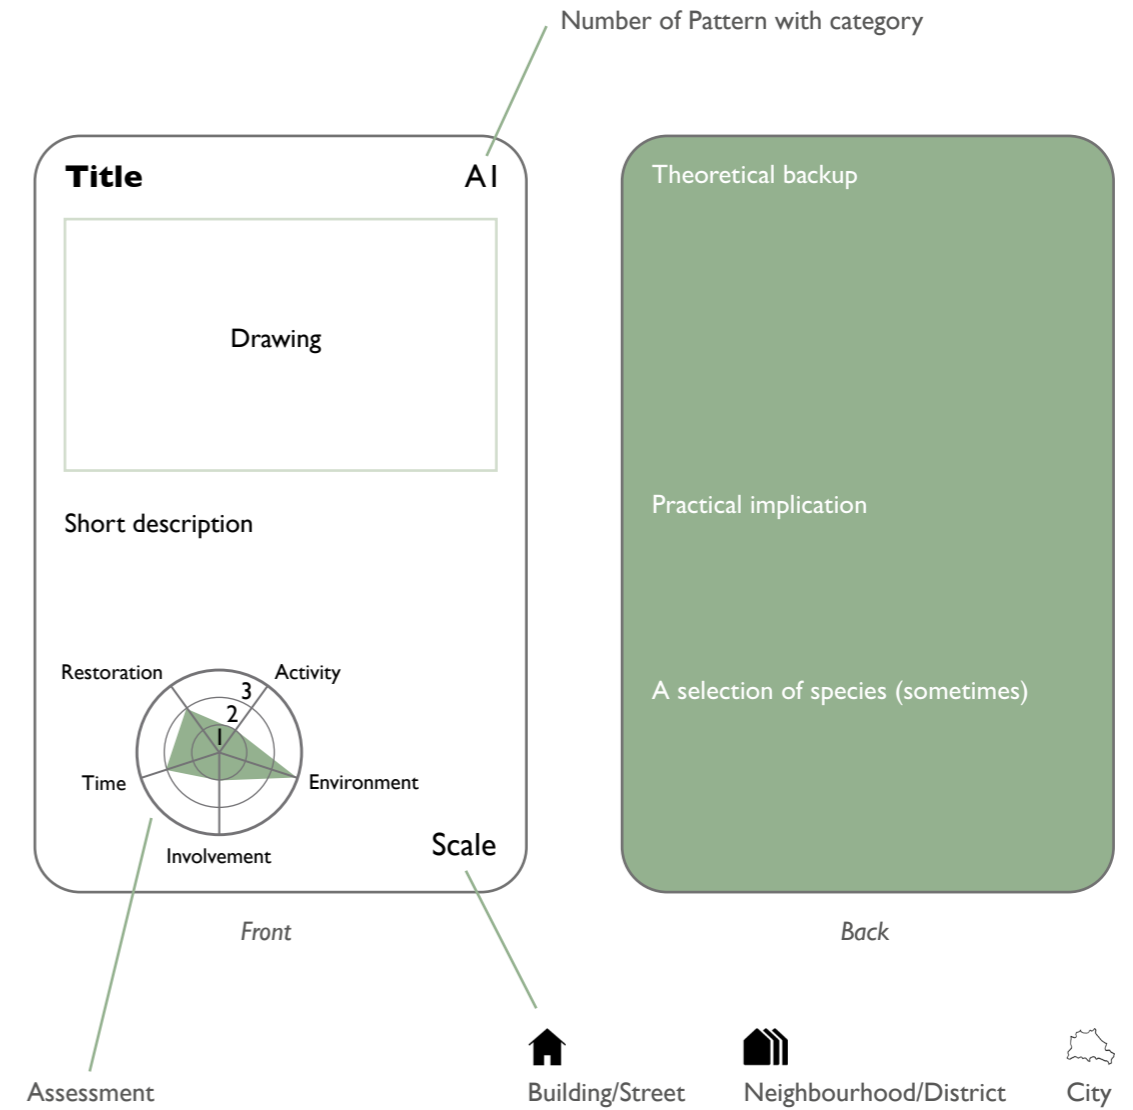 Number of Pattern with category
Title
A1
Drawing
Short description
Restoration
Activity
3
2
1
Time
Environment
Involvement
Scale
Front
Theoretical backup
Practical implication
A selection of species (sometimes)
Back
Assessment
Building/Street
Neighbourhood/District
City